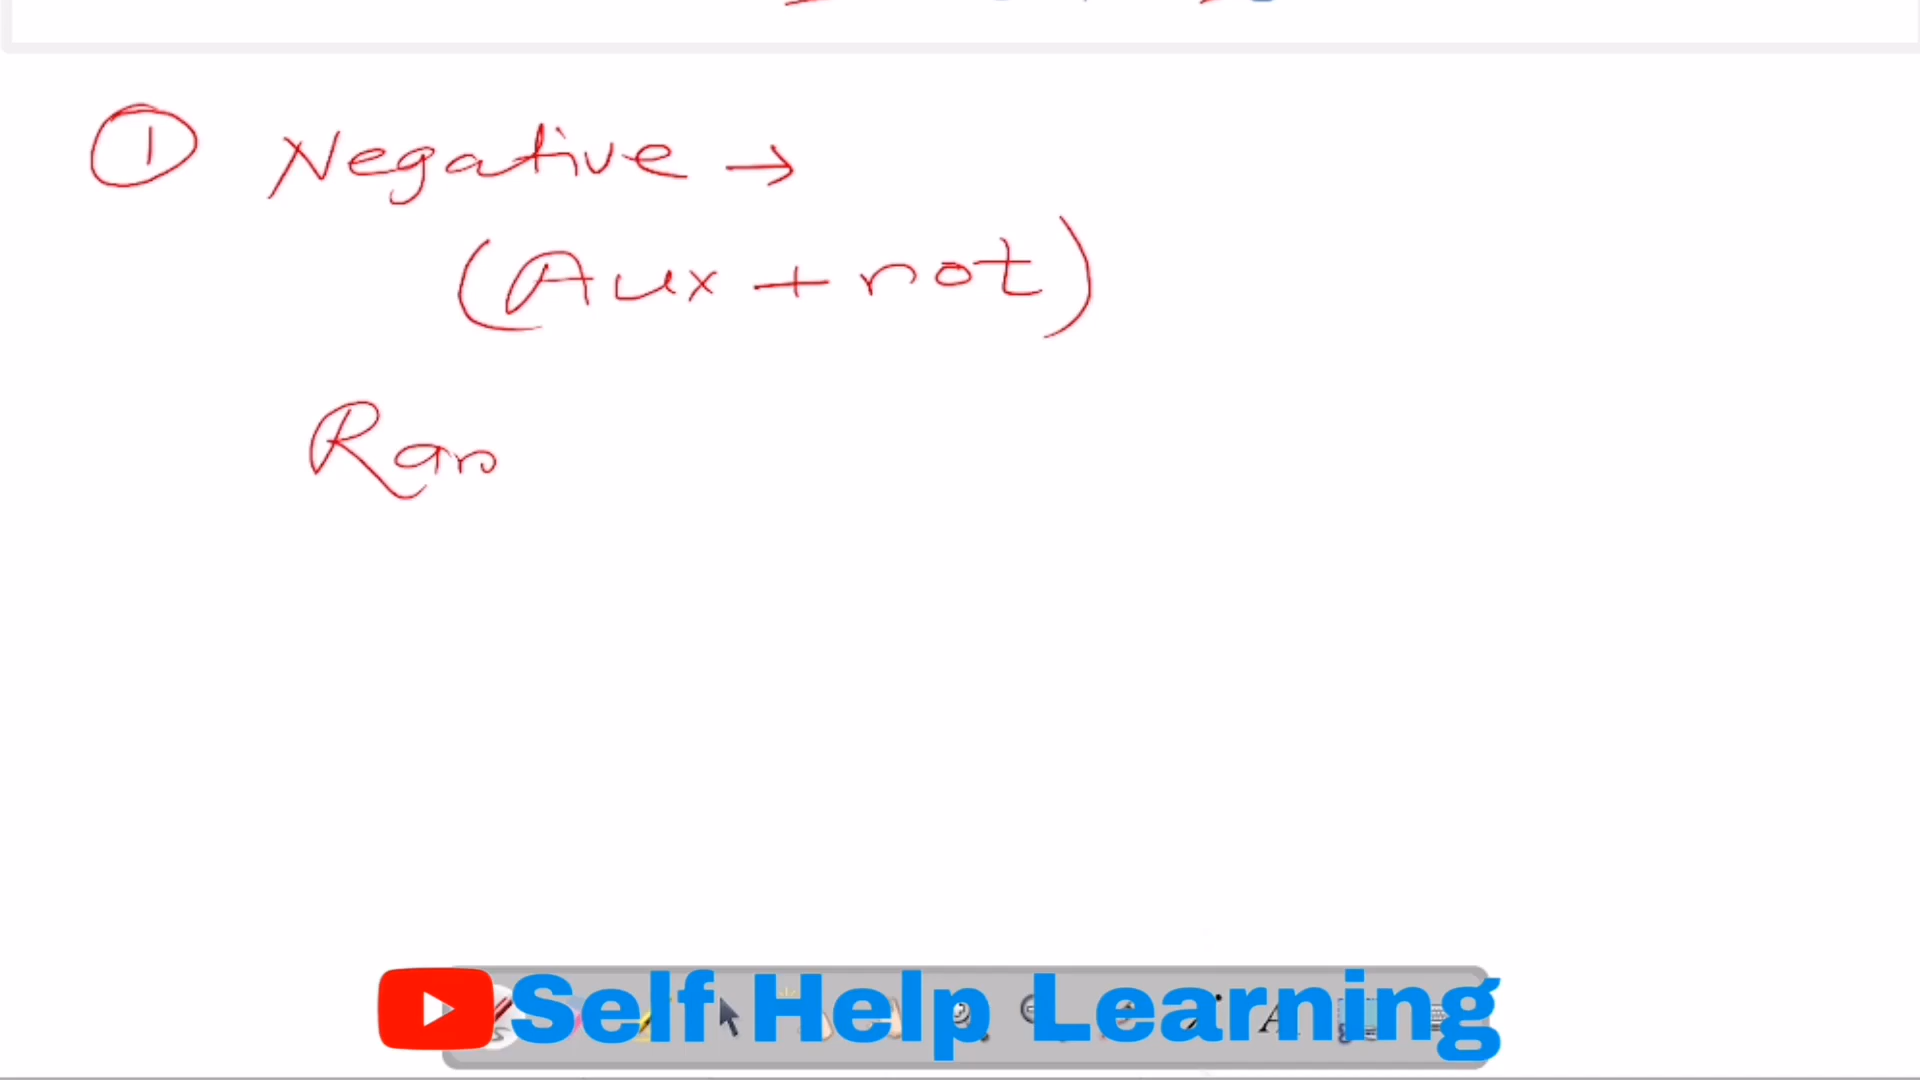 ① Negative →
(Aux + not)
Ram
Self Help Learning